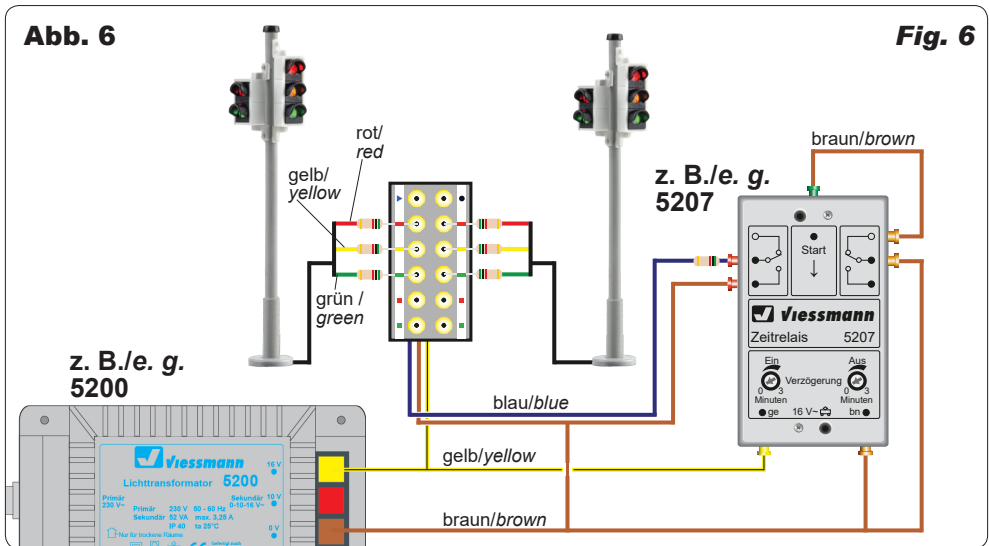 Abb. 6
Fig. 6
rot/
red
gelb/
yellow
grün /
green
braun/brown
z. B./e. g.
5207
Start
↓
Viessmann
Zeitrelais 5207
Ein Aus
Verzögerung
0 3 0 3
Minuten Minuten
ge 16 V~ bn
z. B./e. g.
5200
blau/blue
gelb/yellow
braun/brown
Viessmann
Lichttransformator 5200
16 V
Primär
230 V~
Primär 230 V 50 - 60 Hz
Sekundär 52 VA max. 3,25 A
IP 40 ta 25°C
Sekundär
0-10-16 V~
10 V
0 V
Nur für trockene Räume
Gefertigt nach